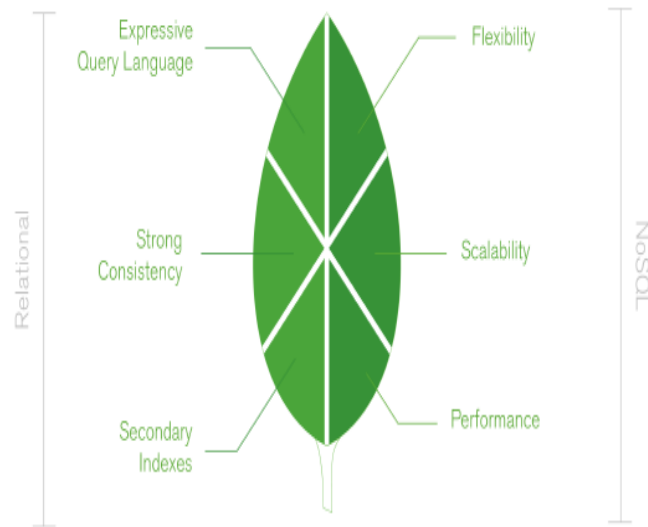 Expressive
Query Language
Flexibility
Relational
NoSQL
Strong
Consistency
Scalability
Secondary
Indexes
Performance